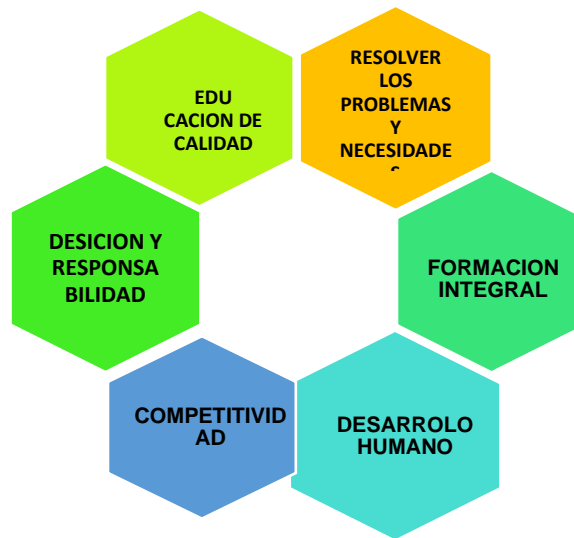 EDU
CACION DE
CALIDAD
RESOLVER
LOS
PROBLEMAS
Y
NECESIDADE
S
DESICION Y
RESPONSA
BILIDAD
FORMACION
INTEGRAL
COMPETITIVID
AD
DESARROLO
HUMANO